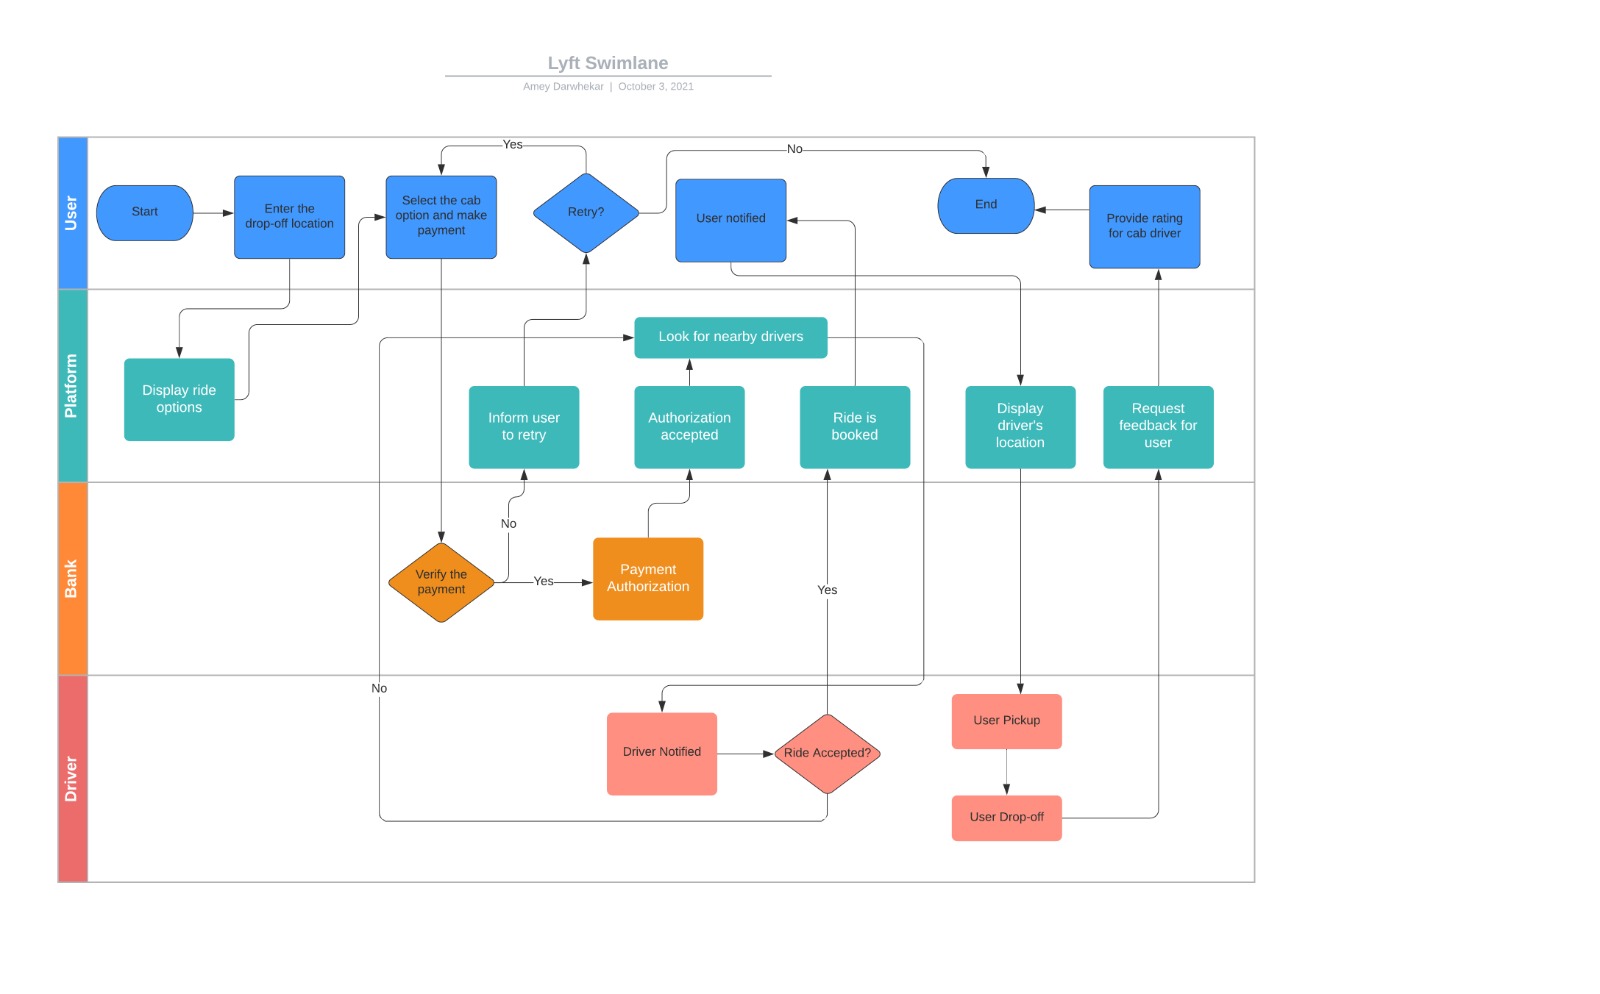 Lyft Swimlane
Amey Darwhekar | October 3, 2021
User
Start
Enter the
drop-off location
Select the cab
option and make
payment
Yes
Retry?
No
User notified
End
Provide rating
for cab driver
Platform
Display ride
options
Look for nearby drivers
Inform user
to retry
Authorization
accepted
Ride is
booked
Display
driver's
location
Request
feedback for
user
Bank
Verify the
payment
No
Yes
Payment
Authorization
Yes
Driver
No
Driver Notified
Ride Accepted?
User Pickup
User Drop-off